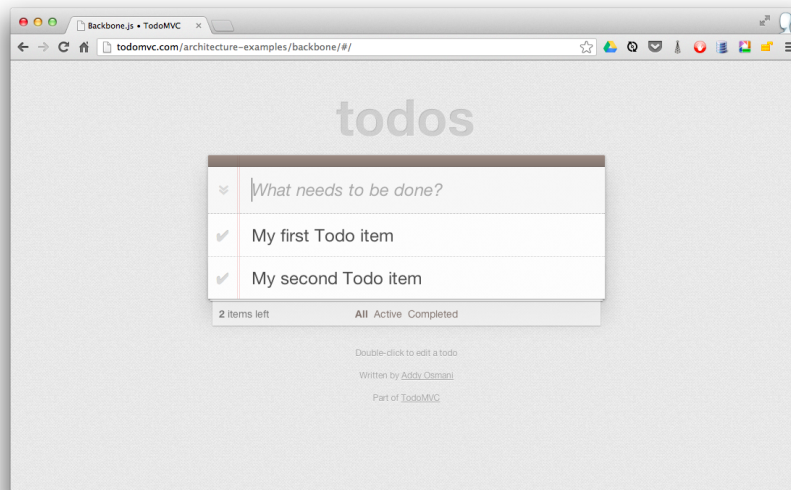 Backbone.js • TodoMVC
todomvc.com/architecture-examples/backbone/#/
todos
What needs to be done?
My first Todo item
My second Todo item
2 items left All Active Completed
Double-click to edit a todo
Written by Addy Osmani
Part of TodoMVC